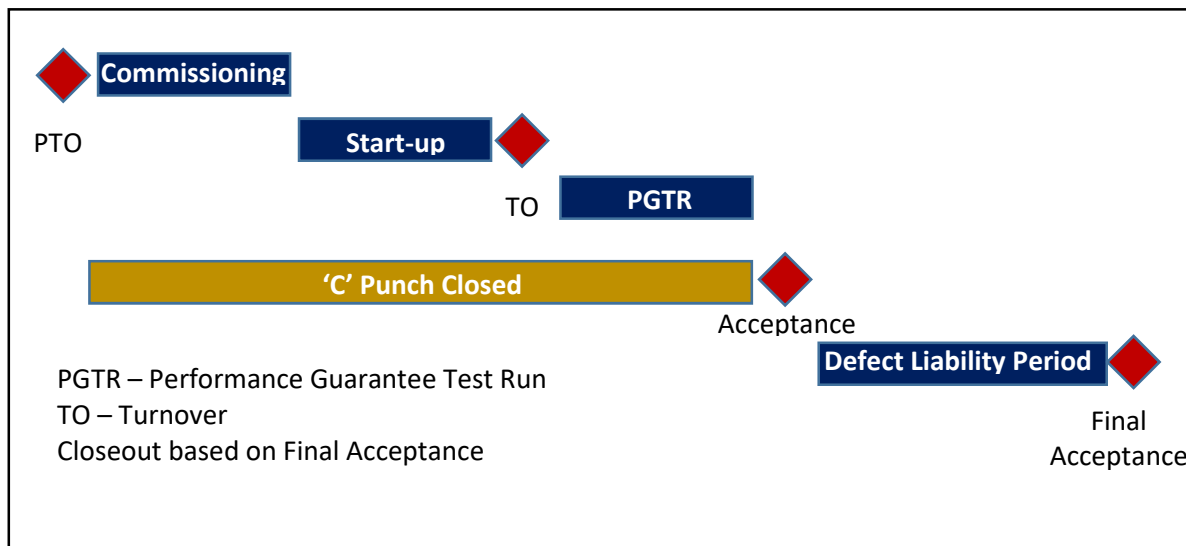 Commissioning
PTO
Start-up
TO
PGTR
‘C’ Punch Closed
Acceptance
Defect Liability Period
PGTR – Performance Guarantee Test Run
TO – Turnover
Closeout based on Final Acceptance
Final
Acceptance